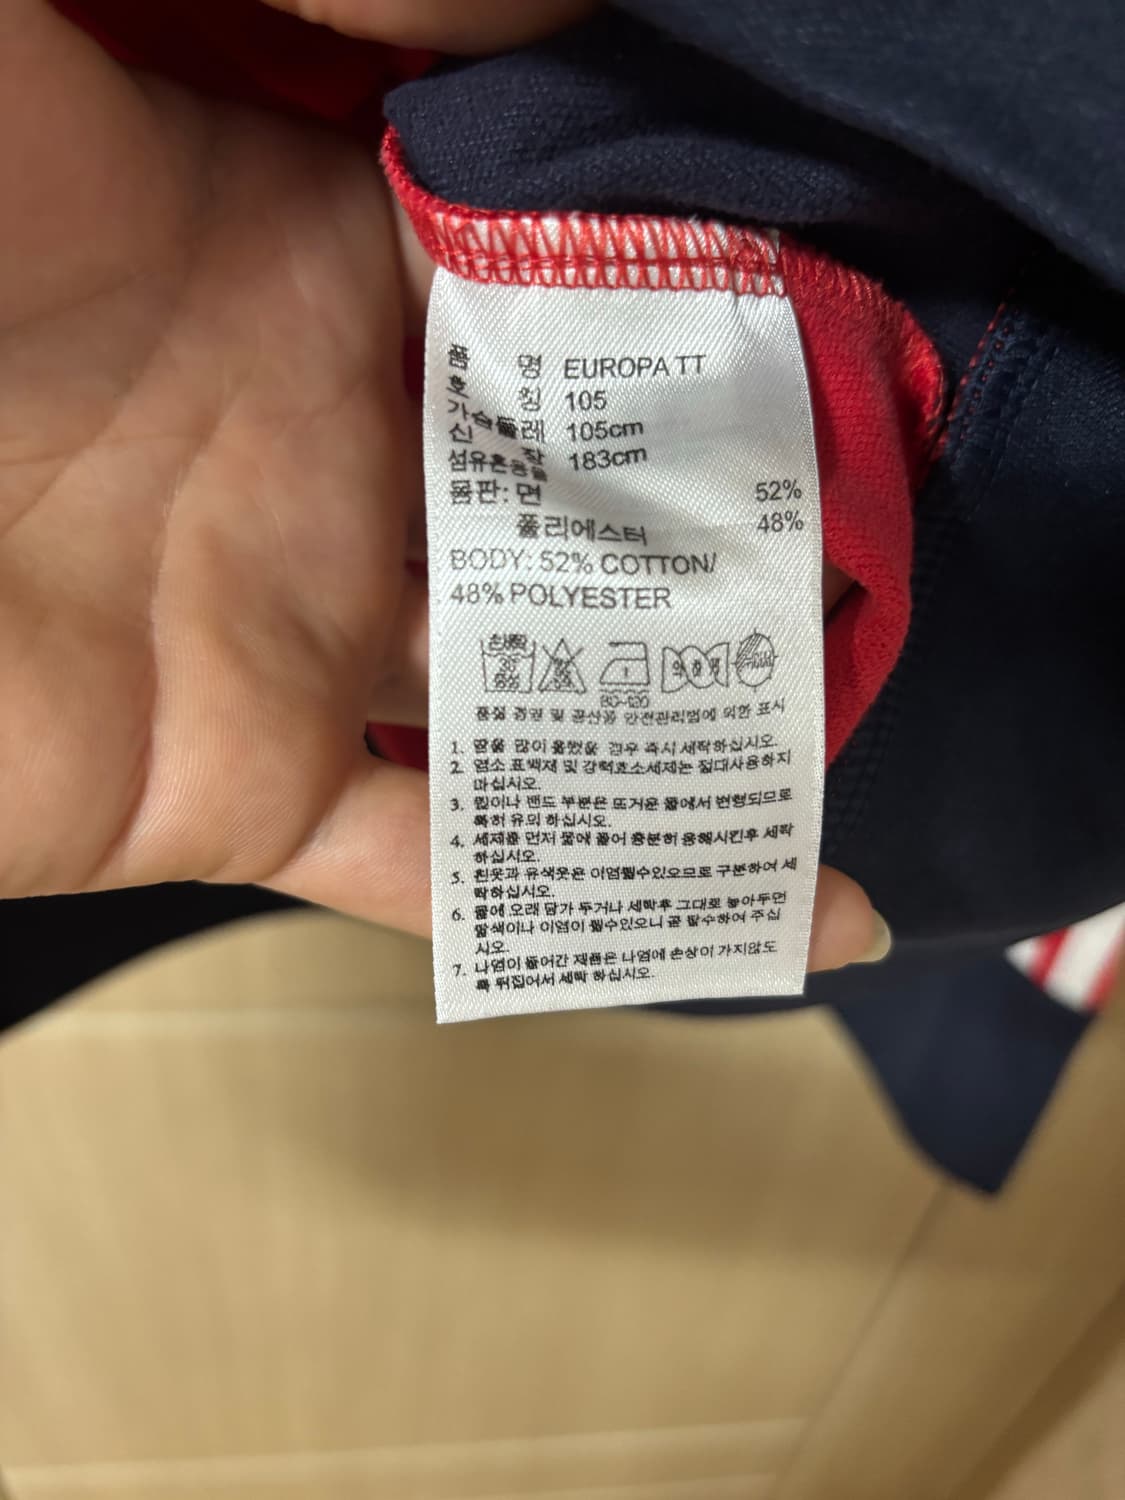 품 명 EUROPA TT
호 칭 105
가슴둘레 105cm
신 장 183cm
섬유혼용율
몸판: 면 52%
폴리에스터 48%
BODY: 52% COTTON/
48% POLYESTER
80~120
품질 경영 및 공산품 안전관리법에 의한 표시
1. 땀을 많이 흘렸을 경우 즉시 세탁하십시오.
2. 염소 표백제 및 강력효소세제는 절대사용하지
마십시오.
3. 핀이나 밴드 부분은 뜨거운 물에서 변형되므로
특히 유의 하십시오.
4. 세제를 먼저 물에 풀어 충분히 용해시킨후 세탁
하십시오.
5. 흰옷과 유색옷은 이염될수있으므로 구분하여 세
탁하십시오.
6. 물에 오래 담가 두거나 세탁후 그대로 놓아두면
탈색이나 이염이 될수있으니 꼭 탈수하여 주십
시오.
7. 나염이 들어간 제품은 나염에 손상이 가지않도
록 뒤집어서 세탁 하십시오.